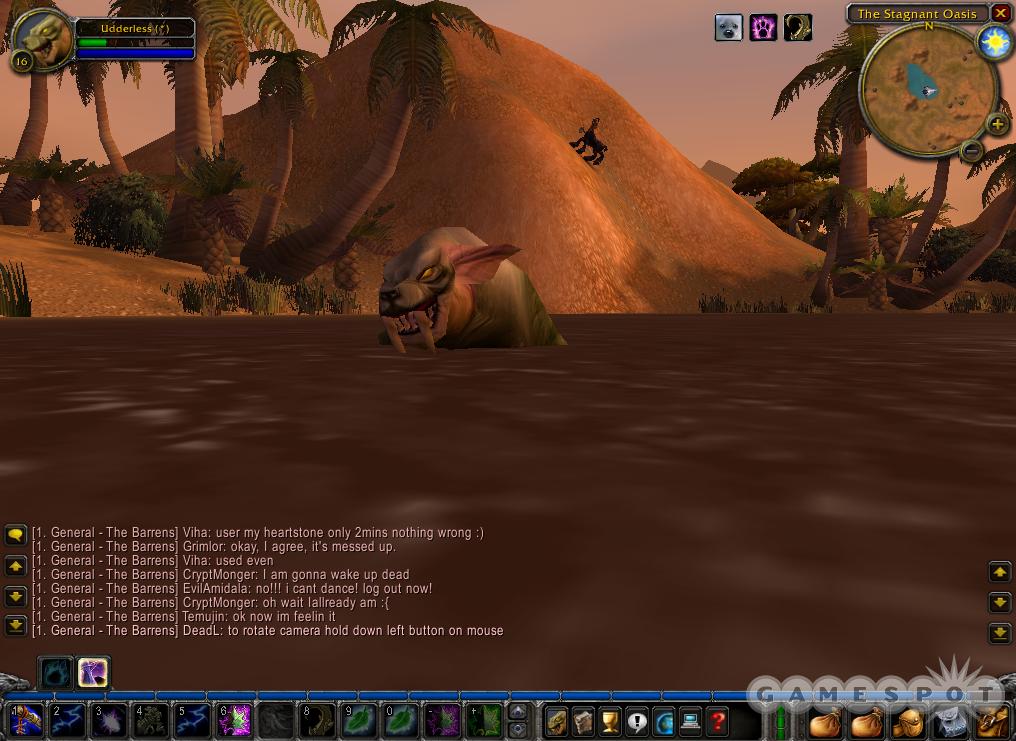 Udderless (*)
16
The Stagnant Oasis
N
[1. General - The Barrens] Viha: user my heartstone only 2mins nothing wrong :)
[1. General - The Barrens] Grimlor: okay, I agree, it's messed up.
[1. General - The Barrens] Viha: used even
[1. General - The Barrens] CryptMonger: I am gonna wake up dead
[1. General - The Barrens] EvilAmidala: no!!! i cant dance! log out now!
[1. General - The Barrens] CryptMonger: oh wait Iallready am :{
[1. General - The Barrens] Temujin: ok now im feelin it
[1. General - The Barrens] DeadL: to rotate camera hold down left button on mouse
GAMESPOT
1 2 3 4 5 6 7 8 9 0 - +